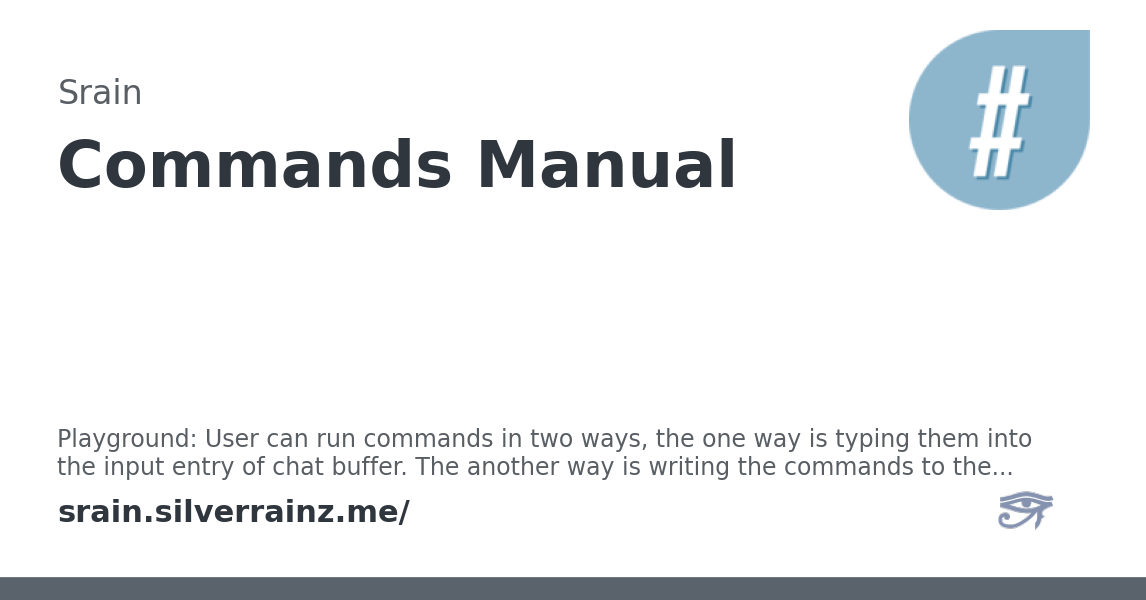 Srain
#
Commands Manual
Playground: User can run commands in two ways, the one way is typing them into
the input entry of chat buffer. The another way is writing the commands to the...
srain.silverrainz.me/